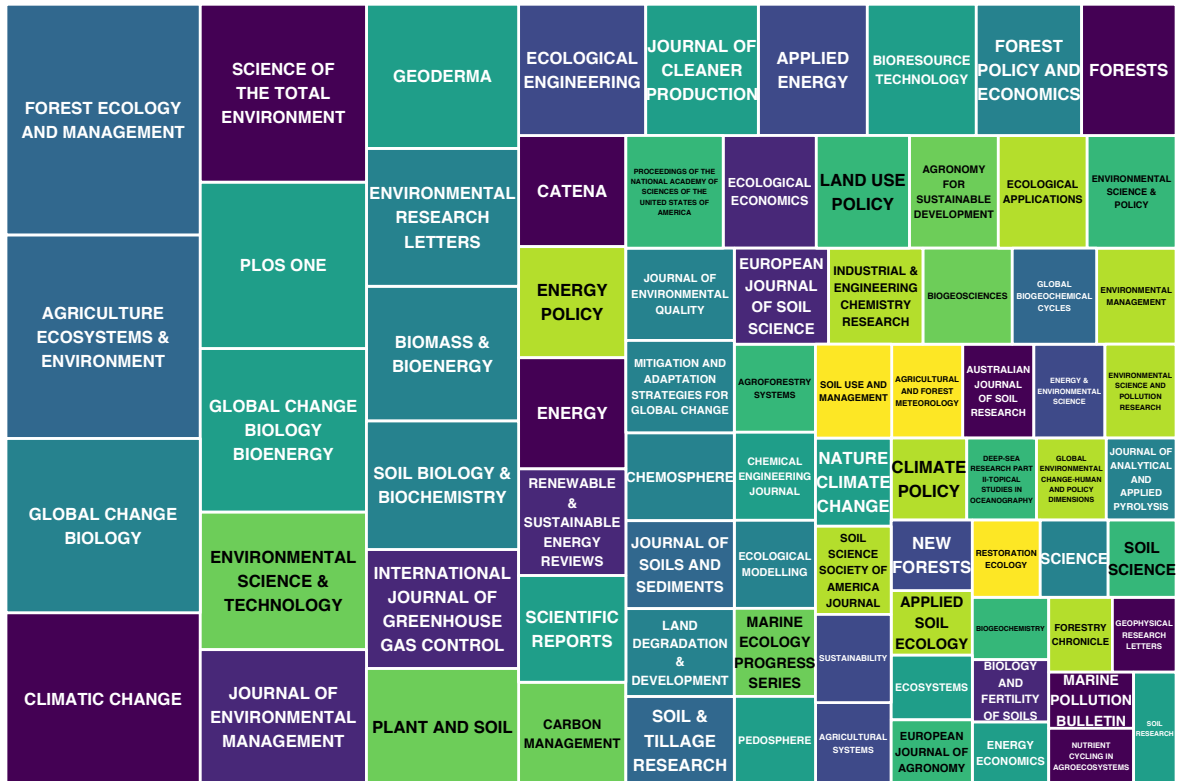 FOREST ECOLOGY
AND MANAGEMENT
AGRICULTURE
ECOSYSTEMS &
ENVIRONMENT
GLOBAL CHANGE
BIOLOGY
CLIMATIC CHANGE
SCIENCE OF
THE TOTAL
ENVIRONMENT
PLOS ONE
GLOBAL CHANGE
BIOLOGY
BIOENERGY
ENVIRONMENTAL
SCIENCE &
TECHNOLOGY
JOURNAL OF
ENVIRONMENTAL
MANAGEMENT
GEODERMA
ENVIRONMENTAL
RESEARCH
LETTERS
BIOMASS &
BIOENERGY
SOIL BIOLOGY &
BIOCHEMISTRY
INTERNATIONAL
JOURNAL OF
GREENHOUSE
GAS CONTROL
PLANT AND SOIL
ECOLOGICAL
ENGINEERING
JOURNAL OF
CLEANER
PRODUCTION
APPLIED
ENERGY
BIORESOURCE
TECHNOLOGY
FOREST
POLICY AND
ECONOMICS
FORESTS
CATENA
ENERGY
POLICY
ENERGY
RENEWABLE
&
SUSTAINABLE
ENERGY
REVIEWS
SCIENTIFIC
REPORTS
CARBON
MANAGEMENT
PROCEEDINGS OF THE
NATIONAL ACADEMY OF
SCIENCES OF THE
UNITED STATES OF
AMERICA
ECOLOGICAL
ECONOMICS
LAND USE
POLICY
AGRONOMY
FOR
SUSTAINABLE
DEVELOPMENT
ECOLOGICAL
APPLICATIONS
ENVIRONMENTAL
SCIENCE &
POLICY
JOURNAL OF
ENVIRONMENTAL
QUALITY
MITIGATION AND
ADAPTATION
STRATEGIES FOR
GLOBAL CHANGE
CHEMOSPHERE
JOURNAL OF
SOILS AND
SEDIMENTS
LAND
DEGRADATION
&
DEVELOPMENT
SOIL &
TILLAGE
RESEARCH
EUROPEAN
JOURNAL
OF SOIL
SCIENCE
INDUSTRIAL &
ENGINEERING
CHEMISTRY
RESEARCH
BIOGEOSCIENCES
GLOBAL
BIOGEOCHEMICAL
CYCLES
ENVIRONMENTAL
MANAGEMENT
AGROFORESTRY
SYSTEMS
CHEMICAL
ENGINEERING
JOURNAL
ECOLOGICAL
MODELLING
MARINE
ECOLOGY
PROGRESS
SERIES
PEDOSPHERE
SOIL USE AND
MANAGEMENT
AGRICULTURAL
AND FOREST
METEOROLOGY
AUSTRALIAN
JOURNAL
OF SOIL
RESEARCH
ENERGY &
ENVIRONMENTAL
SCIENCE
ENVIRONMENTAL
SCIENCE AND
POLLUTION
RESEARCH
NATURE
CLIMATE
CHANGE
SOIL
SCIENCE
SOCIETY OF
AMERICA
JOURNAL
SUSTAINABILITY
AGRICULTURAL
SYSTEMS
CLIMATE
POLICY
DEEP-SEA
RESEARCH PART
II-TOPICAL
STUDIES IN
OCEANOGRAPHY
GLOBAL
ENVIRONMENTAL
CHANGE-HUMAN
AND POLICY
DIMENSIONS
JOURNAL OF
ANALYTICAL
AND
APPLIED
PYROLYSIS
NEW
FORESTS
RESTORATION
ECOLOGY
SCIENCE
SOIL
SCIENCE
APPLIED
SOIL
ECOLOGY
ECOSYSTEMS
EUROPEAN
JOURNAL OF
AGRONOMY
BIOGEOCHEMISTRY
FORESTRY
CHRONICLE
GEOPHYSICAL
RESEARCH
LETTERS
BIOLOGY
AND
FERTILITY
OF SOILS
ENERGY
ECONOMICS
MARINE
POLLUTION
BULLETIN
NUTRIENT
CYCLING IN
AGROECOSYSTEMS
SOIL
RESEARCH